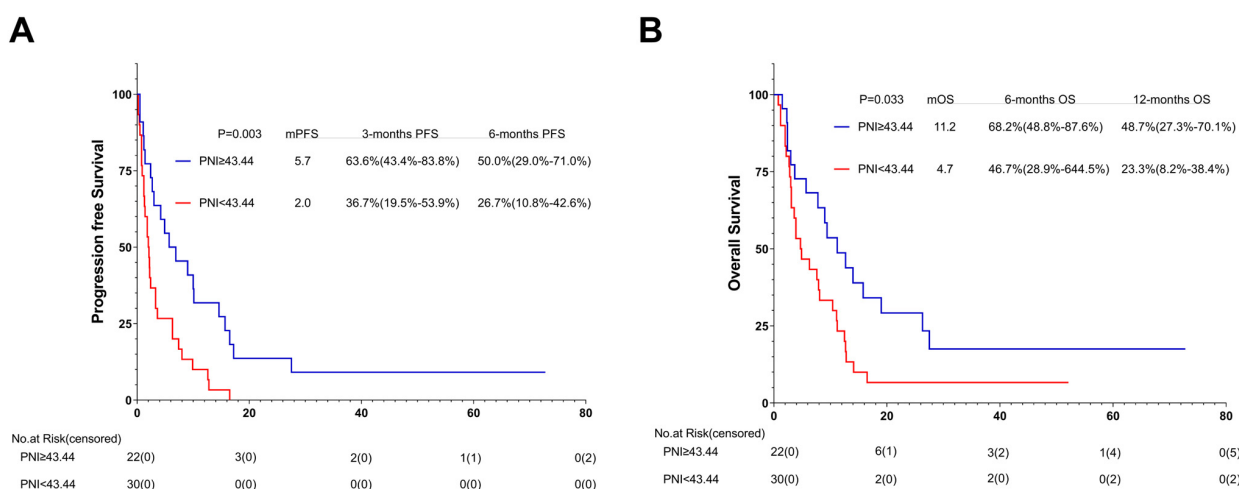 A
P=0.003 mPFS 3-months PFS 6-months PFS
PNI≥43.44 5.7 63.6%(43.4%-83.8%) 50.0%(29.0%-71.0%)
PNI<43.44 2.0 36.7%(19.5%-53.9%) 26.7%(10.8%-42.6%)
Progression free Survival
100
75
50
25
0
0 20 40 60 80
No.at Risk(censored)
PNI≥43.44 22(0) 3(0) 2(0) 1(1) 0(2)
PNI<43.44 30(0) 0(0) 0(0) 0(0) 0(0)
B
P=0.033 mOS 6-months OS 12-months OS
PNI≥43.44 11.2 68.2%(48.8%-87.6%) 48.7%(27.3%-70.1%)
PNI<43.44 4.7 46.7%(28.9%-644.5%) 23.3%(8.2%-38.4%)
Overall Survival
100
75
50
25
0
0 20 40 60 80
No.at Risk(censored)
PNI≥43.44 22(0) 6(1) 3(2) 1(4) 0(5)
PNI<43.44 30(0) 2(0) 2(0) 0(2) 0(2)